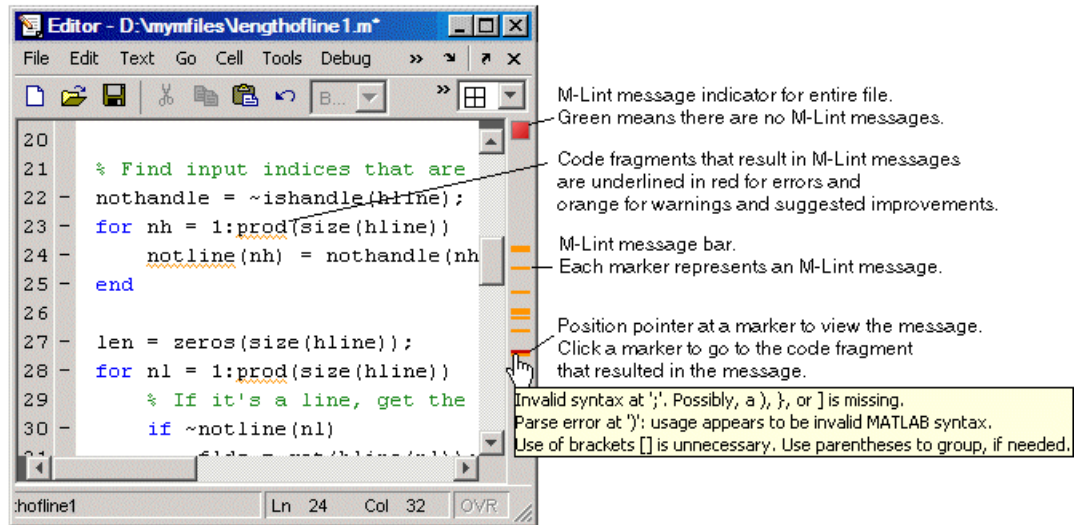 Editor - D:\mymfiles\lengthofline1.m*
File Edit Text Go Cell Tools Debug »
B... »
20
21 % Find input indices that are
22 - nothandle = ~ishandle(hline);
23 - for nh = 1:prod(size(hline))
24 - notline(nh) = nothandle(nh
25 - end
26
27 - len = zeros(size(hline));
28 - for nl = 1:prod(size(hline))
29 % If it's a line, get the
30 - if ~notline(nl)
:hofline1 Ln 24 Col 32 OVR
M-Lint message indicator for entire file.
Green means there are no M-Lint messages.
Code fragments that result in M-Lint messages
are underlined in red for errors and
orange for warnings and suggested improvements.
M-Lint message bar.
Each marker represents an M-Lint message.
Position pointer at a marker to view the message.
Click a marker to go to the code fragment
that resulted in the message.
Invalid syntax at ';'. Possibly, a ), }, or ] is missing.
Parse error at ')': usage appears to be invalid MATLAB syntax.
Use of brackets [] is unnecessary. Use parentheses to group, if needed.